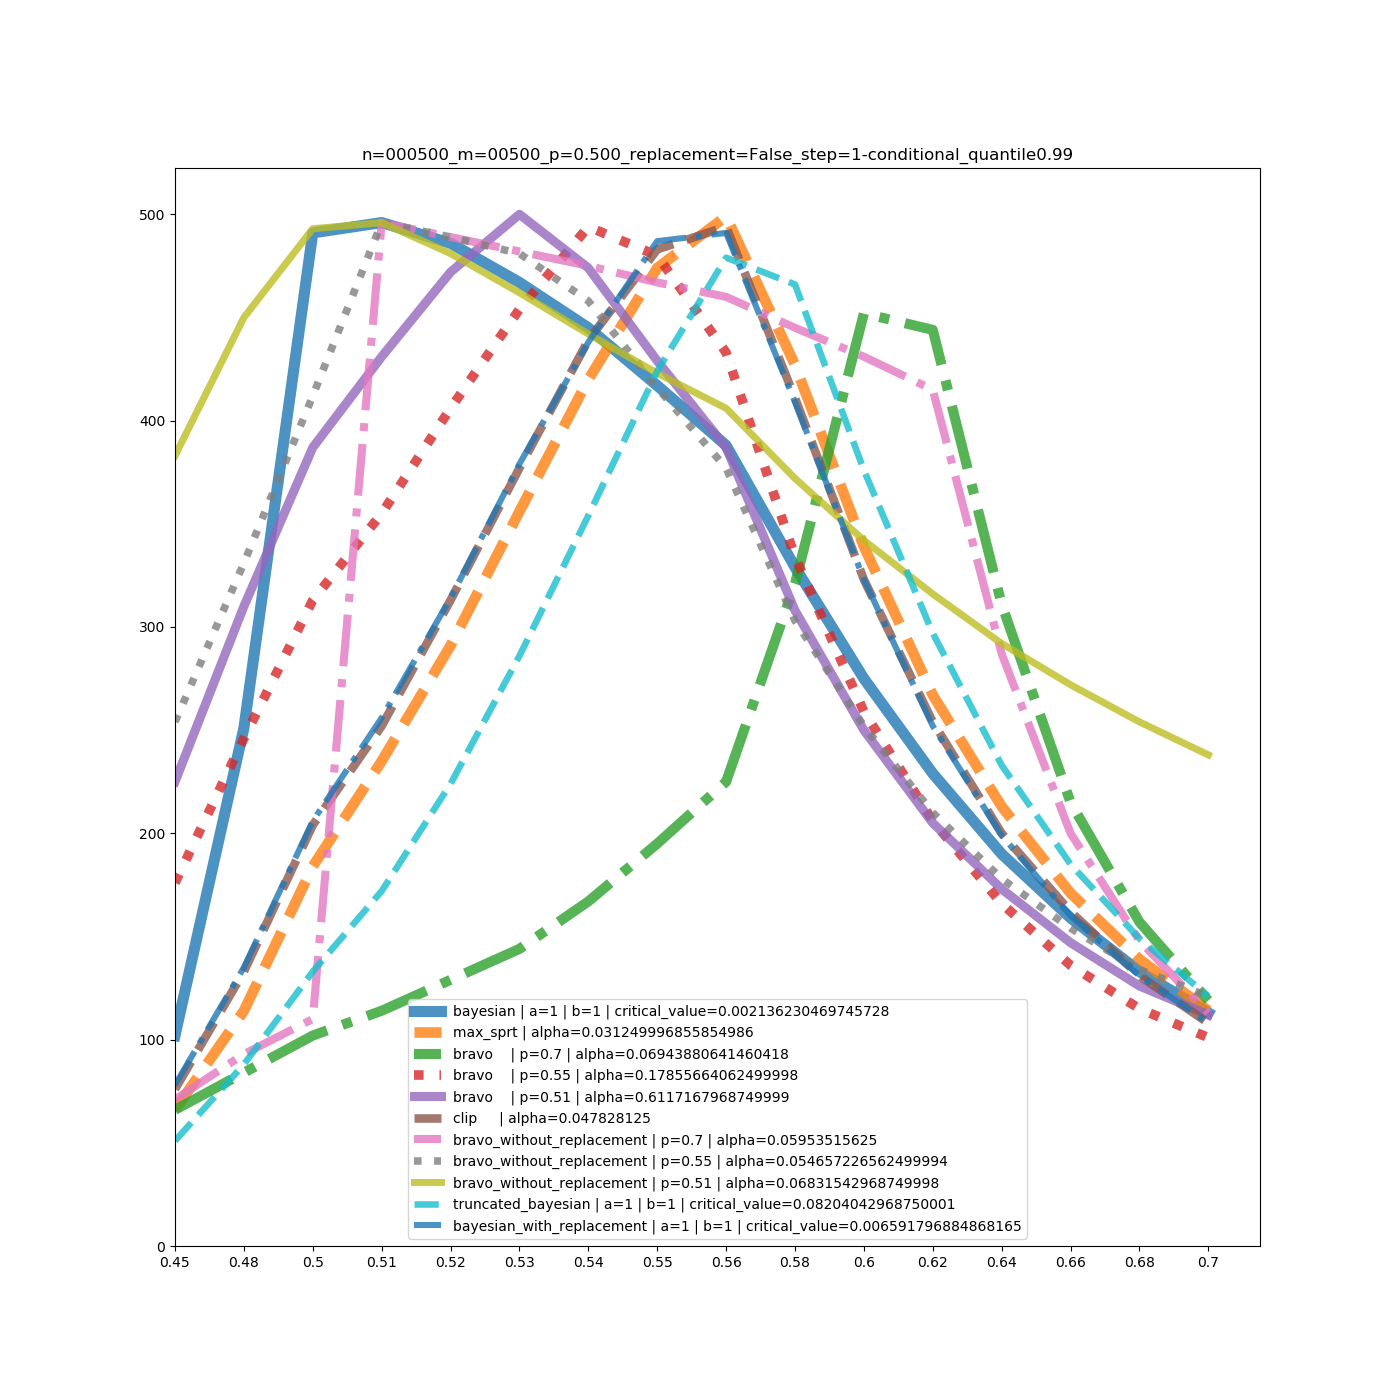 n=000500_m=00500_p=0.500_replacement=False_step=1-conditional_quantile0.99
500
400
300
200
100
0
bayesian | a=1 | b=1 | critical_value=0.002136230469745728
max_sprt | alpha=0.031249996855854986
bravo | p=0.7 | alpha=0.06943880641460418
bravo | p=0.55 | alpha=0.17855664062499998
bravo | p=0.51 | alpha=0.6117167968749999
clip | alpha=0.047828125
bravo_without_replacement | p=0.7 | alpha=0.05953515625
bravo_without_replacement | p=0.55 | alpha=0.054657226562499994
bravo_without_replacement | p=0.51 | alpha=0.06831542968749998
truncated_bayesian | a=1 | b=1 | critical_value=0.08204042968750001
bayesian_with_replacement | a=1 | b=1 | critical_value=0.006591796884868165
0.45 0.48 0.5 0.51 0.52 0.53 0.54 0.55 0.56 0.58 0.6 0.62 0.64 0.66 0.68 0.7